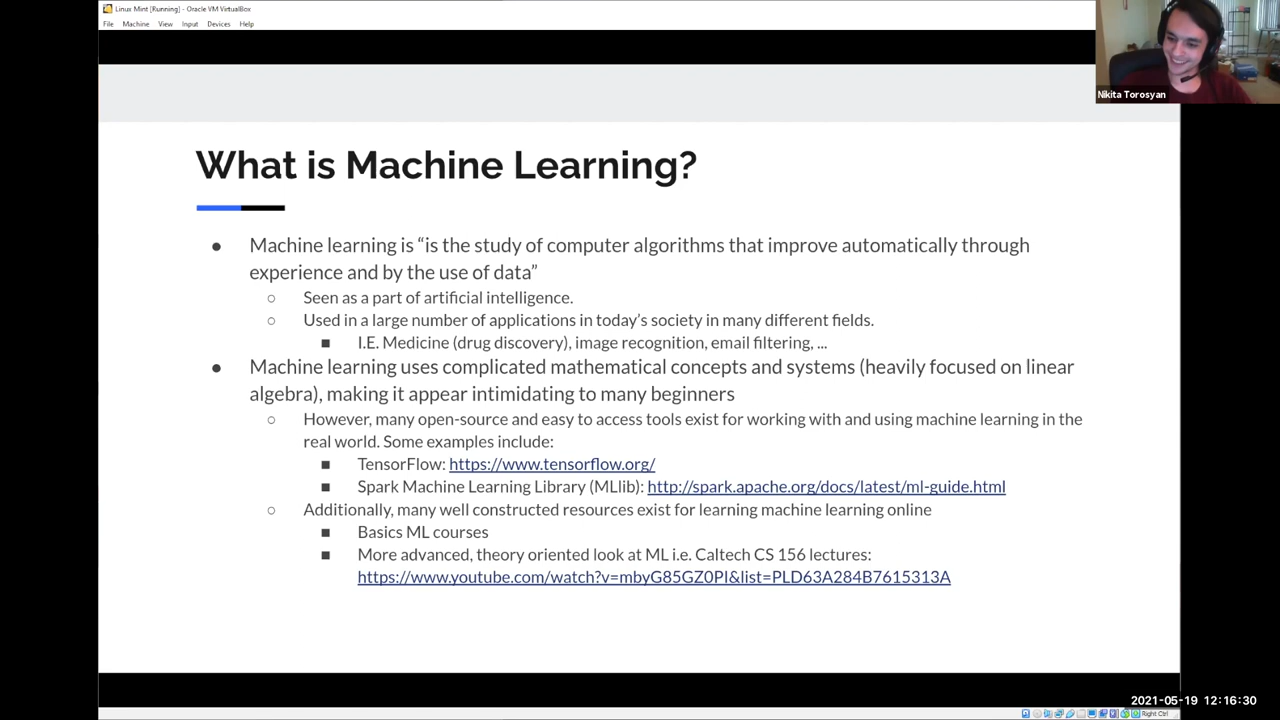 Linux Mint [Running] - Oracle VM VirtualBox
File Machine View Input Devices Help
Nikita Torosyan
What is Machine Learning?
● Machine learning is “is the study of computer algorithms that improve automatically through
experience and by the use of data”
○ Seen as a part of artificial intelligence.
○ Used in a large number of applications in today’s society in many different fields.
■ I.E. Medicine (drug discovery), image recognition, email filtering, ...
● Machine learning uses complicated mathematical concepts and systems (heavily focused on linear
algebra), making it appear intimidating to many beginners
○ However, many open-source and easy to access tools exist for working with and using machine learning in the
real world. Some examples include:
■ TensorFlow: https://www.tensorflow.org/
■ Spark Machine Learning Library (MLlib): http://spark.apache.org/docs/latest/ml-guide.html
○ Additionally, many well constructed resources exist for learning machine learning online
■ Basics ML courses
■ More advanced, theory oriented look at ML i.e. Caltech CS 156 lectures:
https://www.youtube.com/watch?v=mbyG85GZ0PI&list=PLD63A284B7615313A
2021-05-19 12:16:30
Right Ctrl